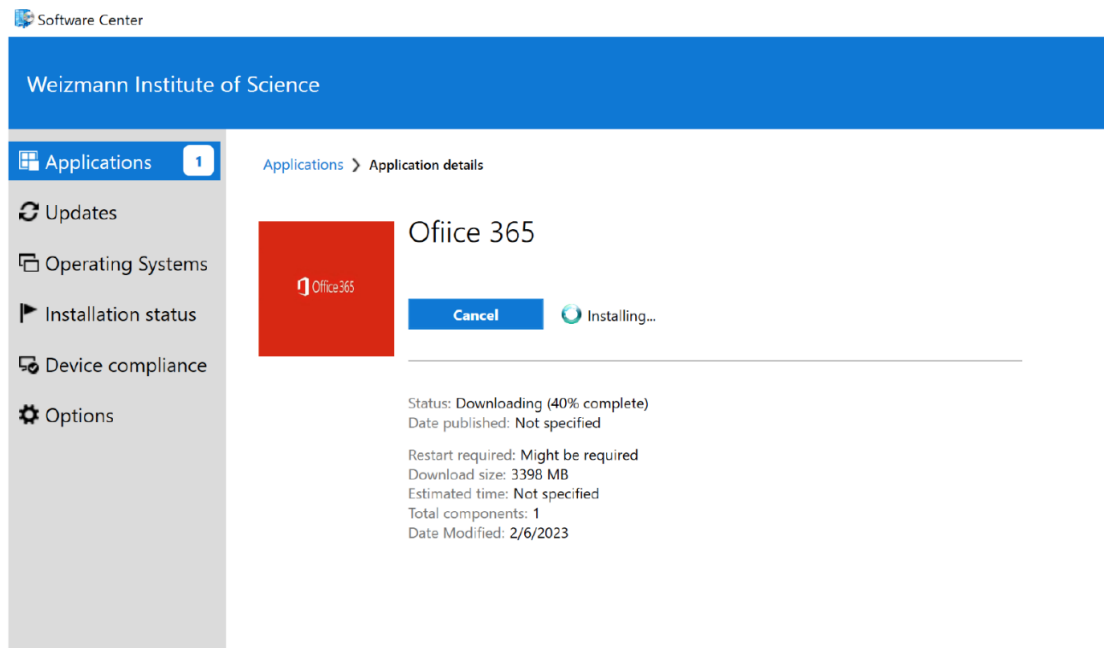 Software Center
Weizmann Institute of Science
Applications 1
Updates
Operating Systems
Installation status
Device compliance
Options
Applications ❯ Application details
Office365
Ofiice 365
Cancel
Installing...
Status: Downloading (40% complete)
Date published: Not specified
Restart required: Might be required
Download size: 3398 MB
Estimated time: Not specified
Total components: 1
Date Modified: 2/6/2023